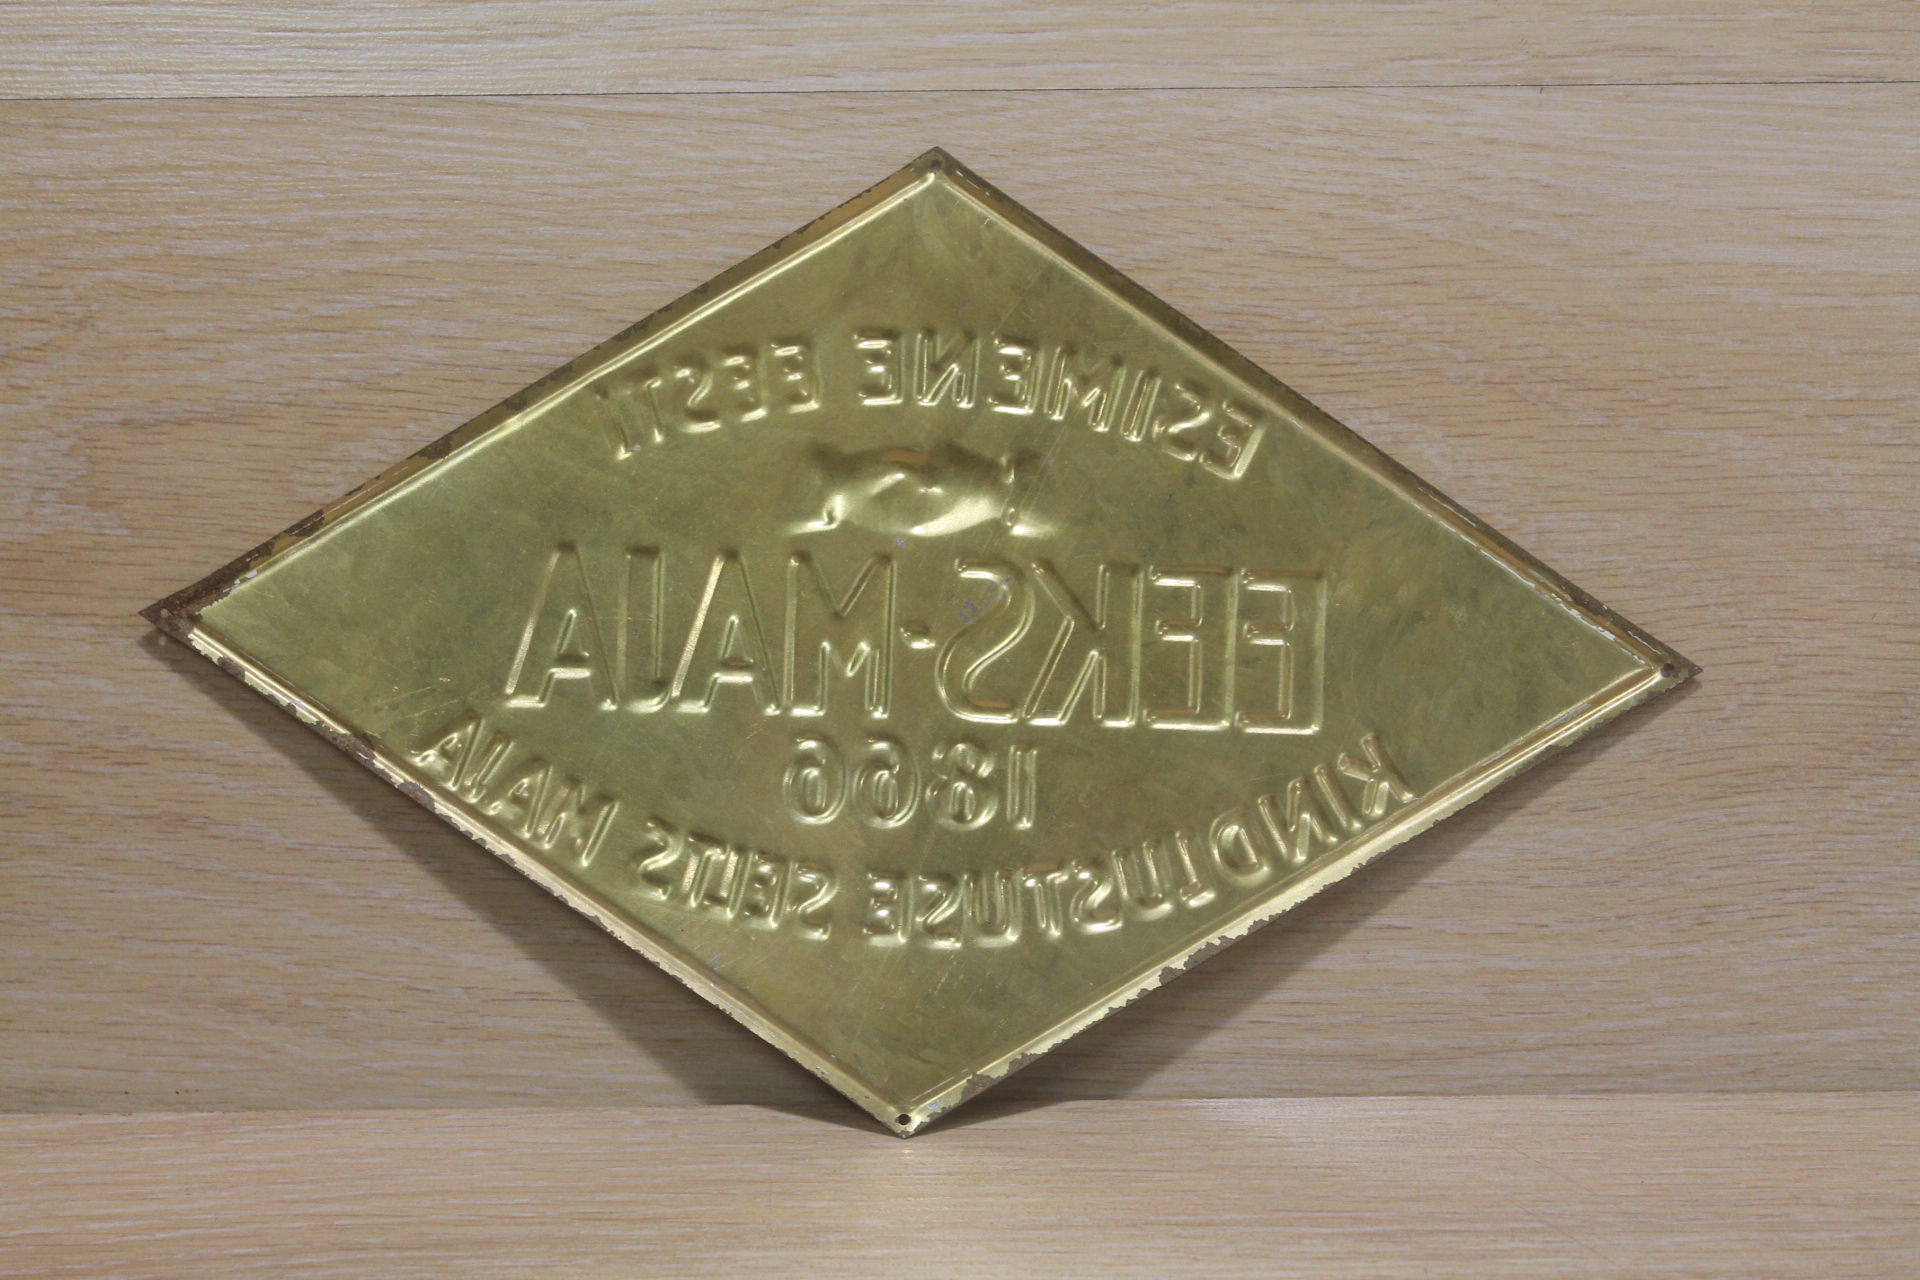 ESIMENE EESTI
EEKS-MAJA
1866
KINDLUSTUSE SELTS MAJA